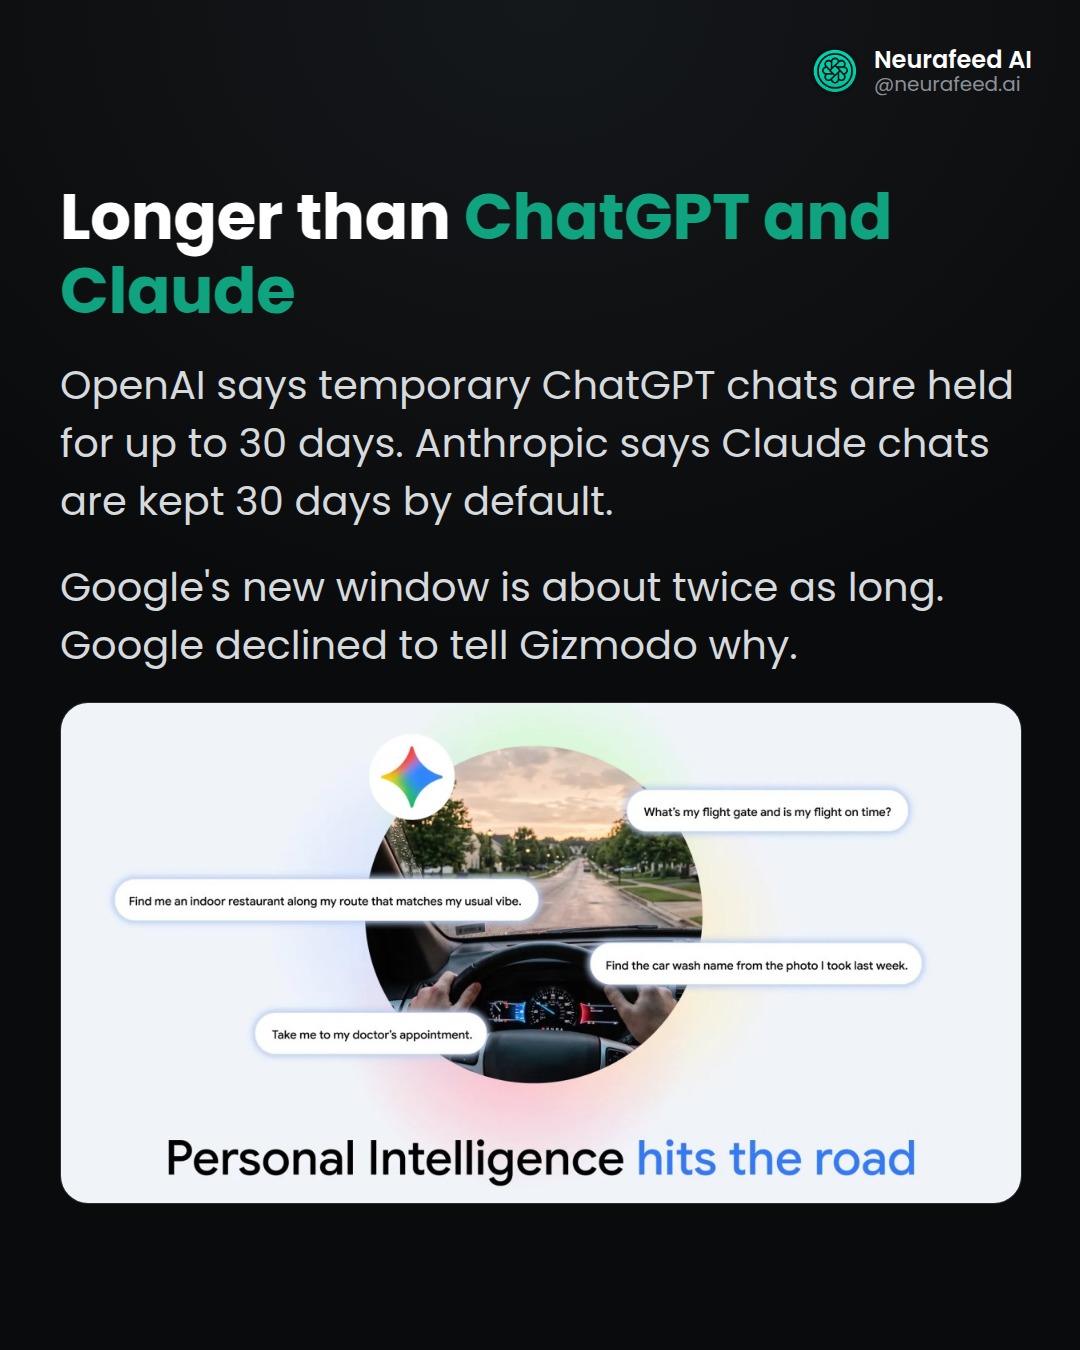 Neurafeed AI
@neurafeed.ai
Longer than ChatGPT and
Claude
OpenAI says temporary ChatGPT chats are held
for up to 30 days. Anthropic says Claude chats
are kept 30 days by default.
Google's new window is about twice as long.
Google declined to tell Gizmodo why.
What's my flight gate and is my flight on time?
Find me an indoor restaurant along my route that matches my usual vibe.
Find the car wash name from the photo I took last week.
Take me to my doctor's appointment.
Personal Intelligence hits the road